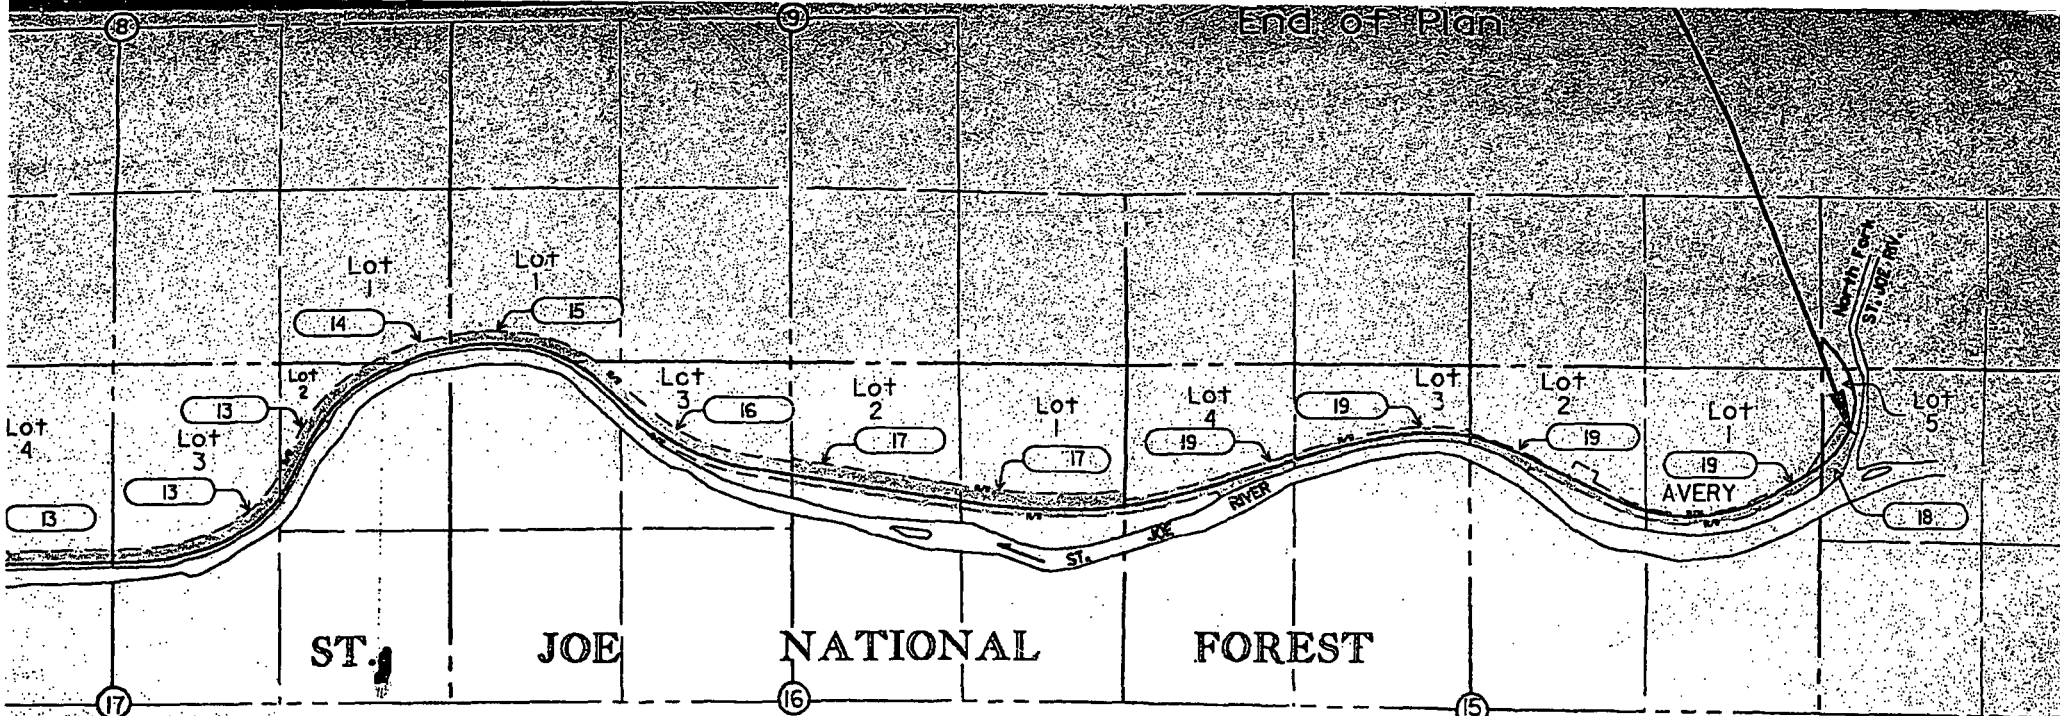 8
9
End of Plan
North Fork
ST. JOE RIV.
Lot
1
Lot
1
14
15
Lot
2
Lot
3
Lot
2
Lot
1
Lot
4
Lot
3
Lot
2
Lot
1
Lot
5
13
16
19
19
19
17
17
19
Lot
4
Lot
3
13
13
AVERY
18
ST. JOE RIVER
ST. JOE NATIONAL FOREST
17
16
15